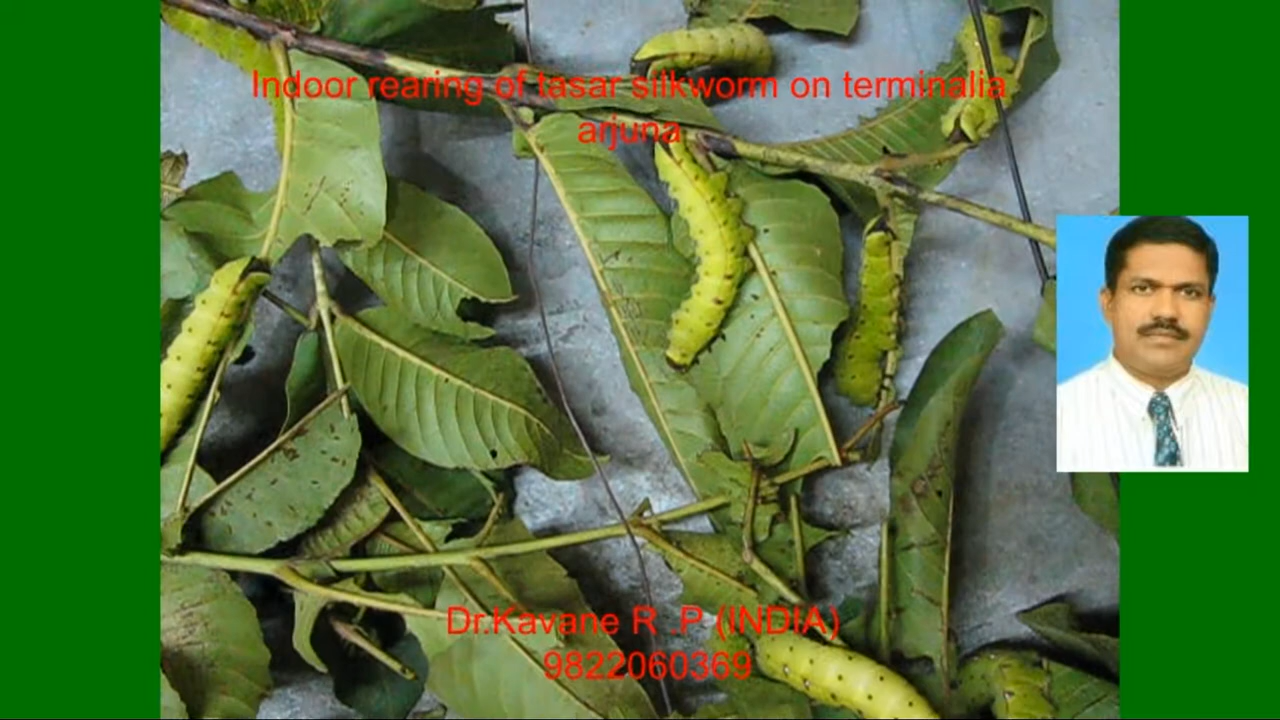 Indoor rearing of tasar silkworm on terminalia
arjuna
Dr.Kavane R .P (INDIA)
9822060369